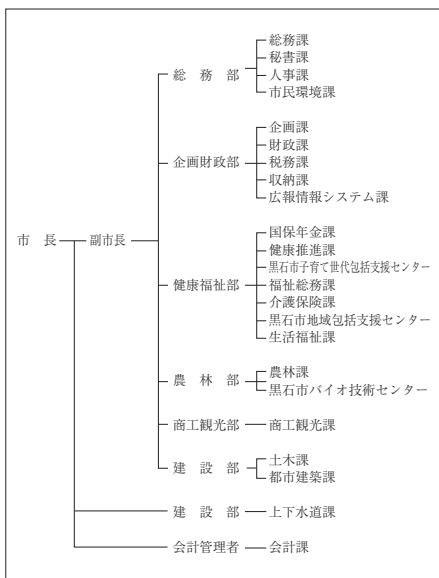 総務課
秘書課
総務部
人事課
市民環境課
企画課
財政課
企画財政部
税務課
収納課
広報情報システム課
市長
副市長
国保年金課
健康推進課
黒石市子育て世代包括支援センター
健康福祉部
福祉総務課
介護保険課
黒石市地域包括支援センター
生活福祉課
農林部
農林課
黒石市バイオ技術センター
商工観光部
商工観光課
建設部
土木課
都市建築課
建設部
上下水道課
会計管理者
会計課